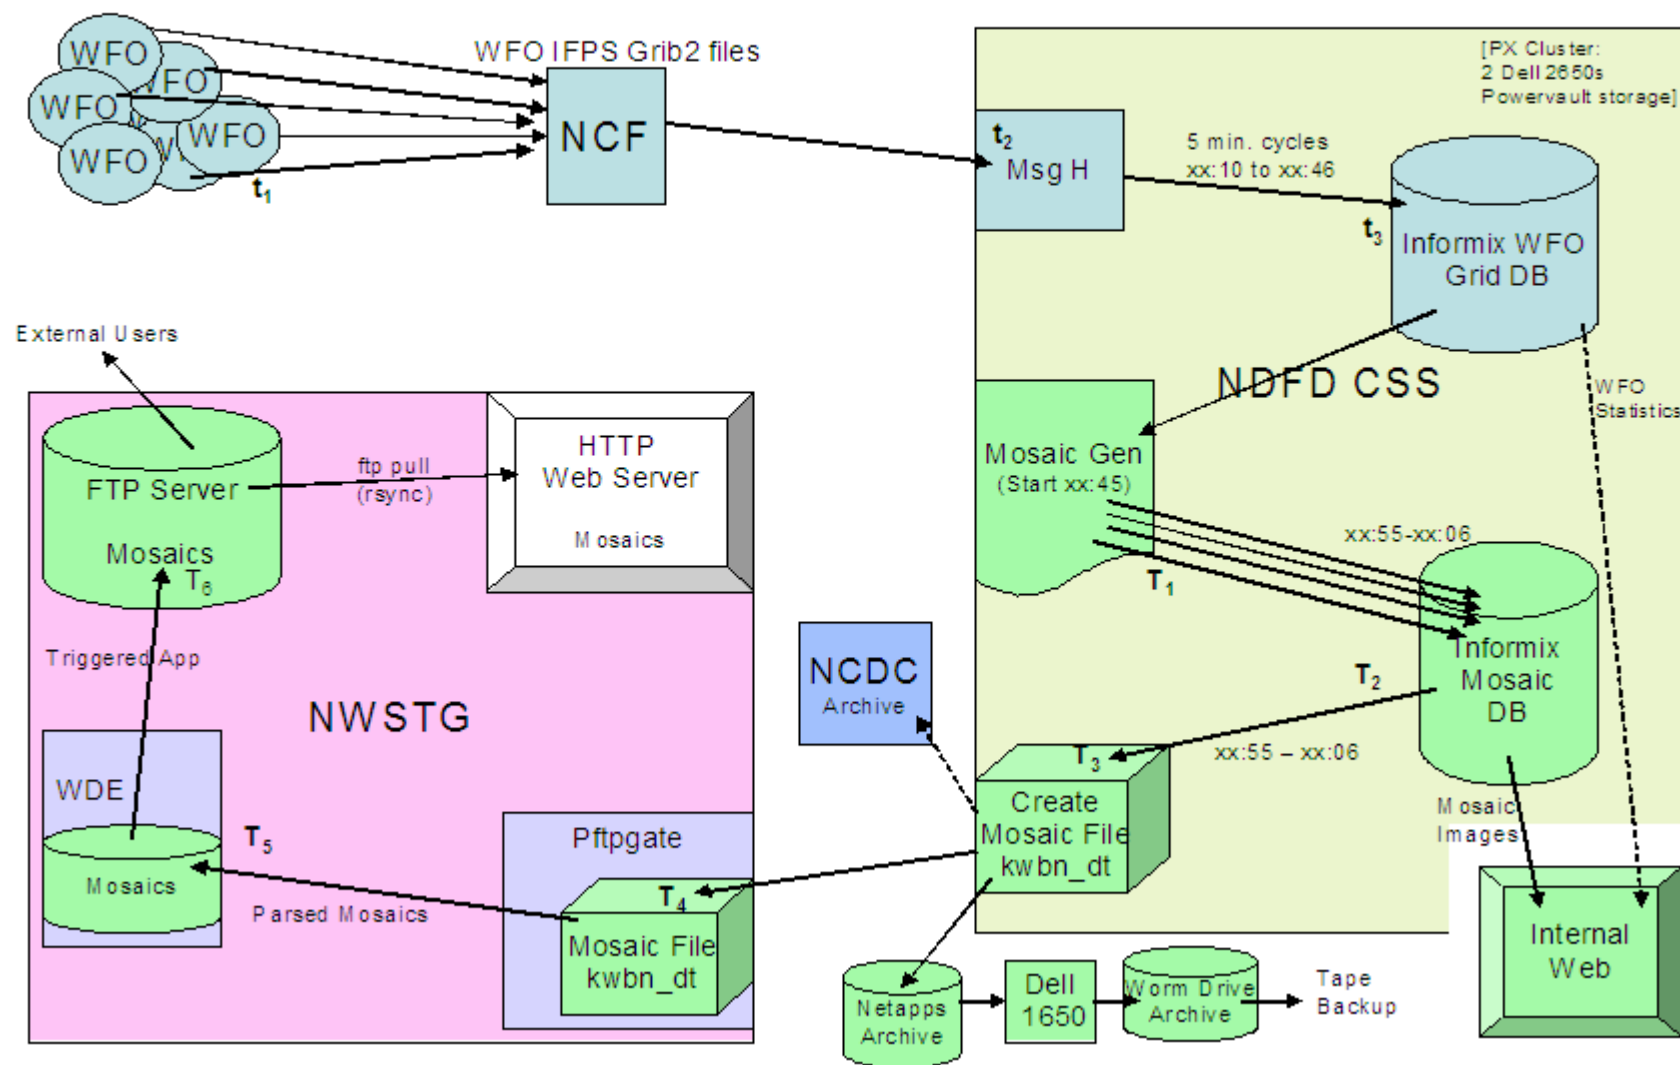 WFO
WFO
WFO
WFO
WFO
t1
WFO IFPS Grib2 files
NCF
[PX Cluster:
2 Dell 2650s
Powervault storage]
t2
Msg H
5 min. cycles
xx:10 to xx:46
t3
Informix WFO
Grid DB
NDFD CSS
WFO
Statistics
Mosaic Gen
(Start xx:45)
T1
xx:55-xx:06
Informix
Mosaic
DB
T2
xx:55 – xx:06
T3
Create
Mosaic File
kwbn_dt
Mosaic
Images
Internal
Web
NCDC
Archive
Netapps
Archive
Dell
1650
Worm Drive
Archive
Tape
Backup
External Users
FTP Server
Mosaics
T6
ftp pull
(rsync)
HTTP
Web Server
Mosaics
Triggered App
NWSTG
WDE
Mosaics
T5
Parsed Mosaics
Pftpgate
T4
Mosaic File
kwbn_dt